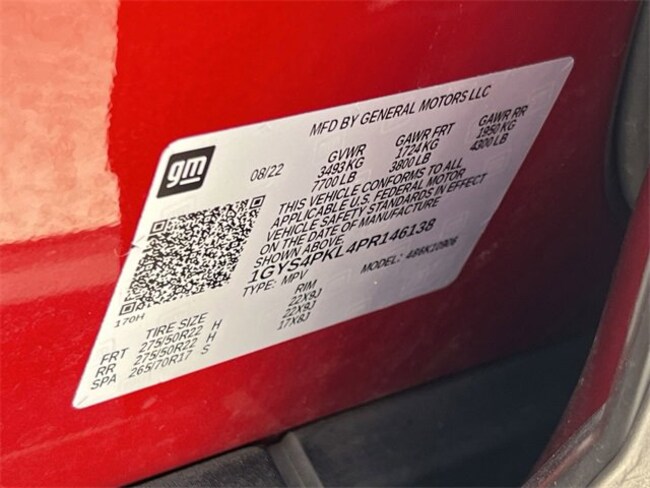 MFD BY GENERAL MOTORS LLC
gm
08/22 GVWR GAWR FRT GAWR RR
3493 KG 1724 KG 1950 KG
7700 LB 3800 LB 4300 LB
THIS VEHICLE CONFORMS TO ALL
APPLICABLE U.S. FEDERAL MOTOR
VEHICLE SAFETY STANDARDS IN EFFECT
ON THE DATE OF MANUFACTURE
SHOWN ABOVE.
1GYS4PKL4PR146138
TYPE: MPV MODEL: 4B6K10906
170H
TIRE SIZE RIM
FRT 275/50R22 H 22X9J
RR 275/50R22 H 22X9J
SPA 265/70R17 S 17X8J